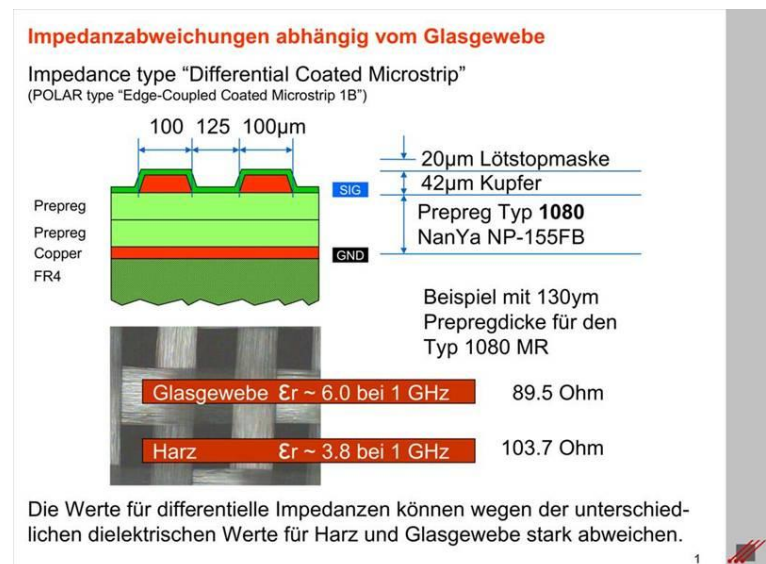 Impedanzabweichungen abhängig vom Glasgewebe
Impedance type “Differential Coated Microstrip”
(POLAR type “Edge-Coupled Coated Microstrip 1B”)
100 125 100µm
20µm Lötstopmaske
42µm Kupfer
SIG
Prepreg
Prepreg Typ 1080
Prepreg
NanYa NP-155FB
Copper
GND
FR4
Beispiel mit 130ym
Prepregdicke für den
Typ 1080 MR
Glasgewebe Ɛr ~ 6.0 bei 1 GHz 89.5 Ohm
Harz Ɛr ~ 3.8 bei 1 GHz 103.7 Ohm
Die Werte für differentielle Impedanzen können wegen der unterschied-
lichen dielektrischen Werte für Harz und Glasgewebe stark abweichen.
1